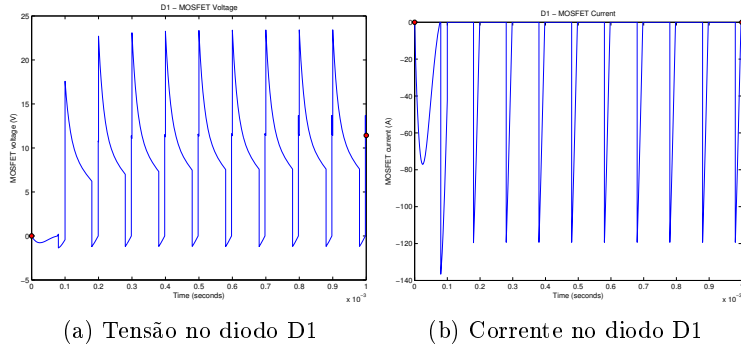 D1 − MOSFET Voltage
MOSFET voltage (V)
25
20
15
10
5
0
−5
0 0.1 0.2 0.3 0.4 0.5 0.6 0.7 0.8 0.9 1
x 10⁻³
Time (seconds)
(a) Tensão no diodo D1
D1 − MOSFET Current
MOSFET current (A)
0
−20
−40
−60
−80
−100
−120
−140
0 0.1 0.2 0.3 0.4 0.5 0.6 0.7 0.8 0.9 1
x 10⁻³
Time (seconds)
(b) Corrente no diodo D1